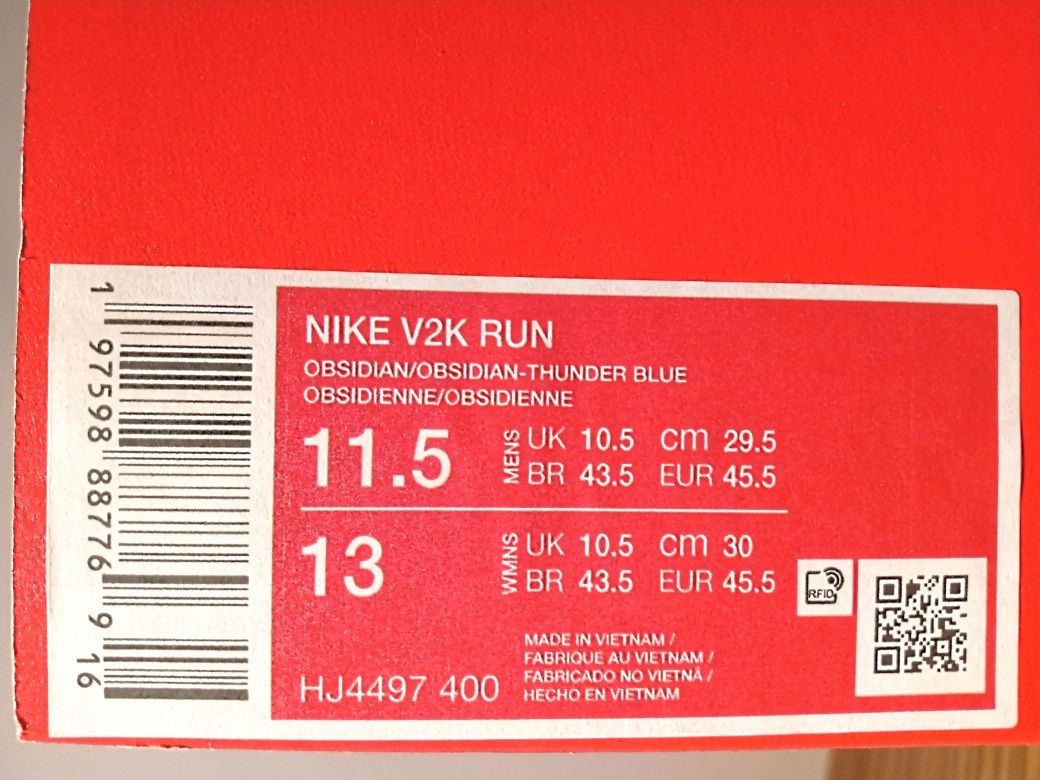 1 97598 88776 9 16
NIKE V2K RUN
OBSIDIAN/OBSIDIAN-THUNDER BLUE
OBSIDIENNE/OBSIDIENNE
11.5 MENS UK 10.5 cm 29.5
BR 43.5 EUR 45.5
13 WMNS UK 10.5 cm 30
BR 43.5 EUR 45.5
RFID
MADE IN VIETNAM /
FABRIQUE AU VIETNAM /
FABRICADO NO VIETNÃ /
HECHO EN VIETNAM
HJ4497 400